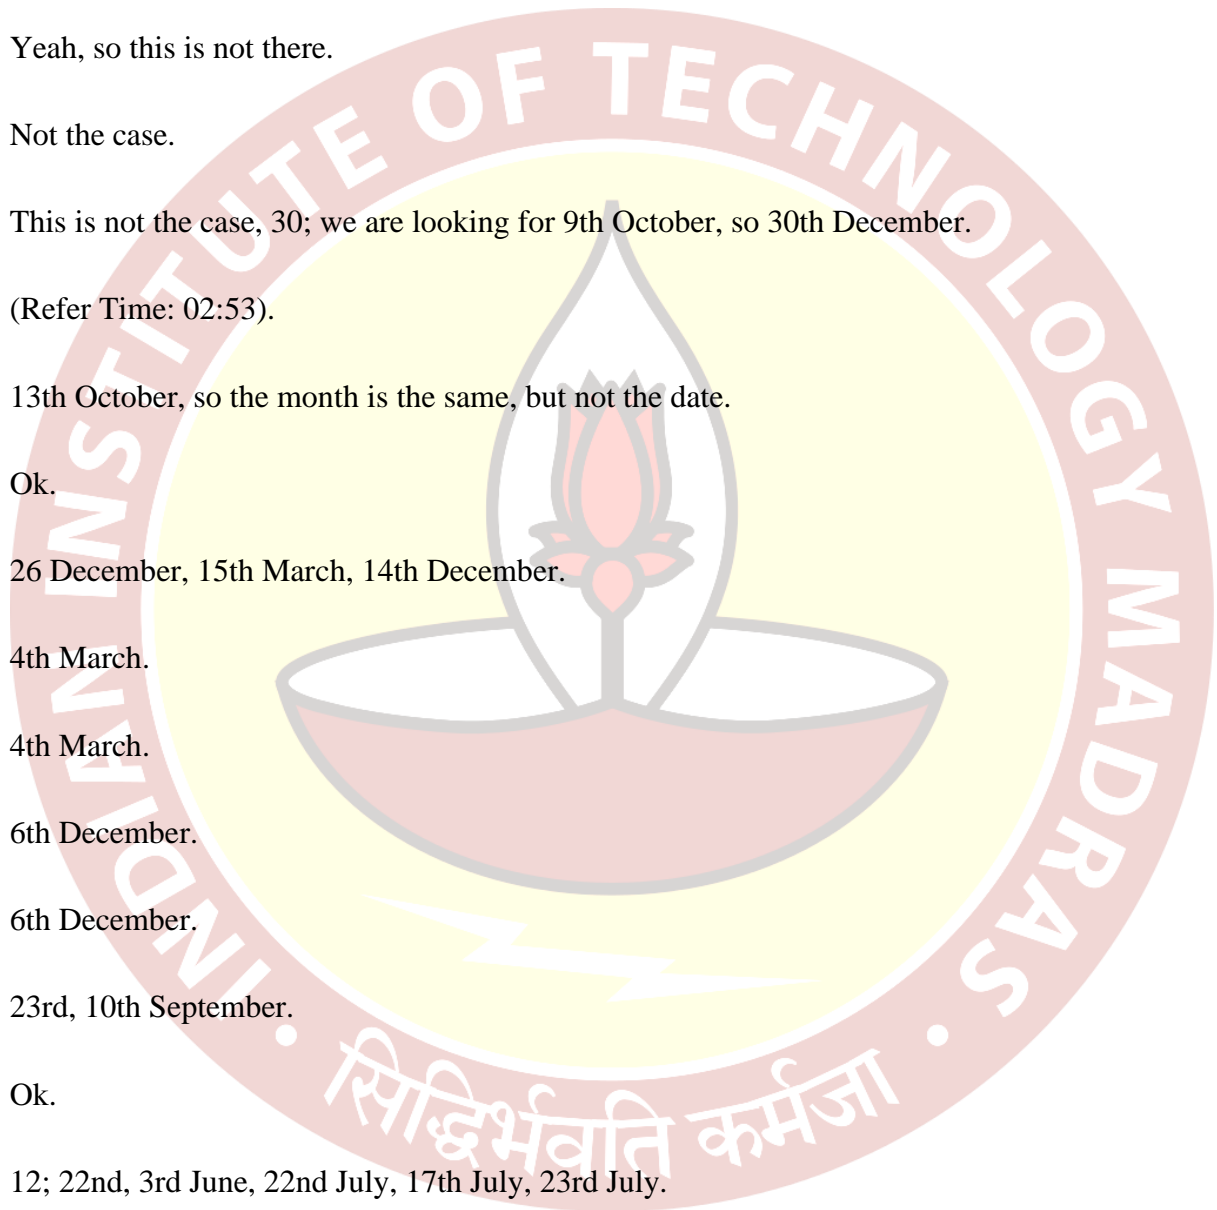 Yeah, so this is not there.
Not the case.
This is not the case, 30; we are looking for 9th October, so 30th December.
(Refer Time: 02:53).
13th October, so the month is the same, but not the date.
Ok.
26 December, 15th March, 14th December.
4th March.
4th March.
6th December.
6th December.
23rd, 10th September.
Ok.
12; 22nd, 3rd June, 22nd July, 17th July, 23rd July.
INDIAN INSTITUTE OF TECHNOLOGY MADRAS
सिद्धिर्भवति कर्मजा